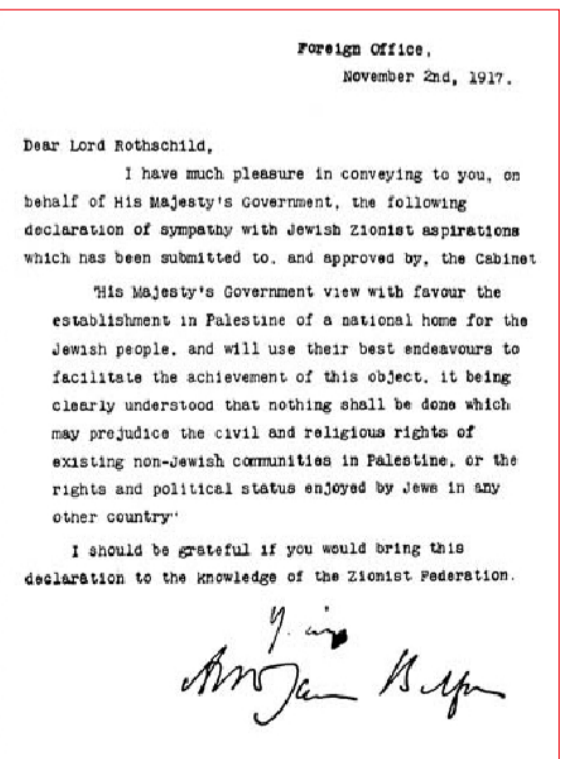 Foreign Office,
November 2nd, 1917.
Dear Lord Rothschild,
I have much pleasure in conveying to you, on
behalf of His Majesty's Government, the following
declaration of sympathy with Jewish Zionist aspirations
which has been submitted to, and approved by, the Cabinet
"His Majesty's Government view with favour the
establishment in Palestine of a national home for the
Jewish people, and will use their best endeavours to
facilitate the achievement of this object, it being
clearly understood that nothing shall be done which
may prejudice the civil and religious rights of
existing non-Jewish communities in Palestine, or the
rights and political status enjoyed by Jews in any
other country"
I should be grateful if you would bring this
declaration to the knowledge of the Zionist Federation.